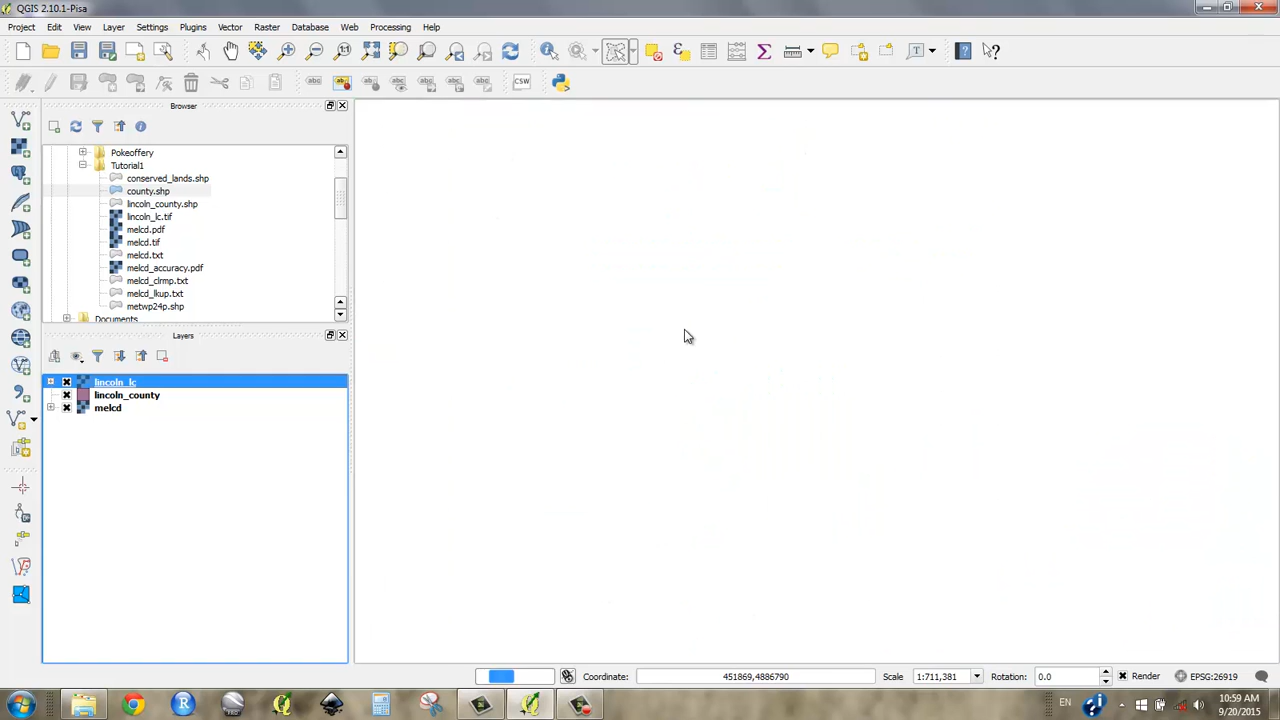 QGIS 2.10.1-Pisa
Project Edit View Layer Settings Plugins Vector Raster Database Web Processing Help
CSW
Browser
Pokeoffery
Tutorial1
conserved_lands.shp
county.shp
lincoln_county.shp
lincoln_lc.tif
melcd.pdf
melcd.tif
melcd.txt
melcd_accuracy.pdf
melcd_clrmp.txt
melcd_lkup.txt
metwp24p.shp
Documents
Layers
lincoln_lc
lincoln_county
melcd
Coordinate: 451869,4886790 Scale 1:711,381 Rotation: 0.0 Render EPSG:26919
EN 10:59 AM
9/20/2015